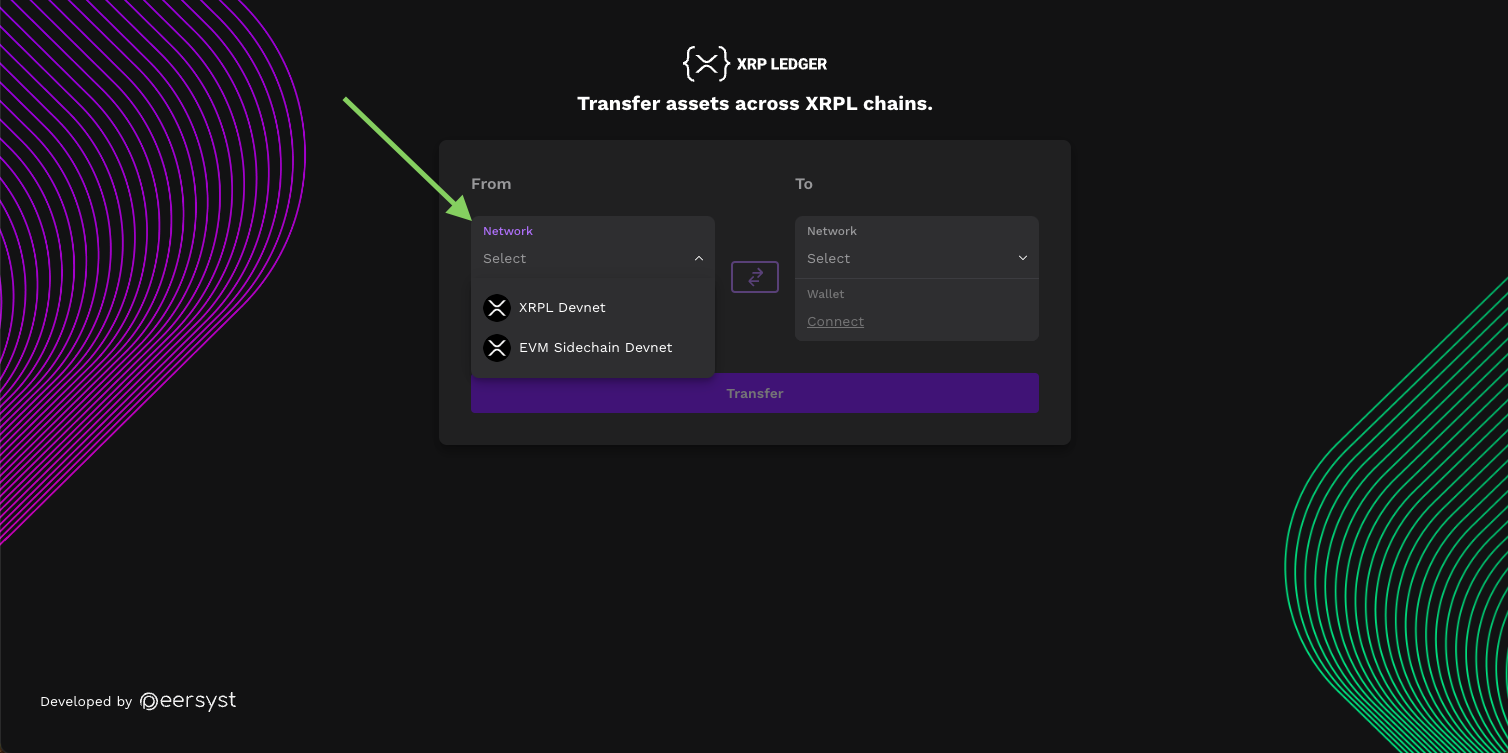 XRP LEDGER
Transfer assets across XRPL chains.
From
To
Network
Select
XRPL Devnet
EVM Sidechain Devnet
Network
Select
Wallet
Connect
Transfer
Developed by peersyst